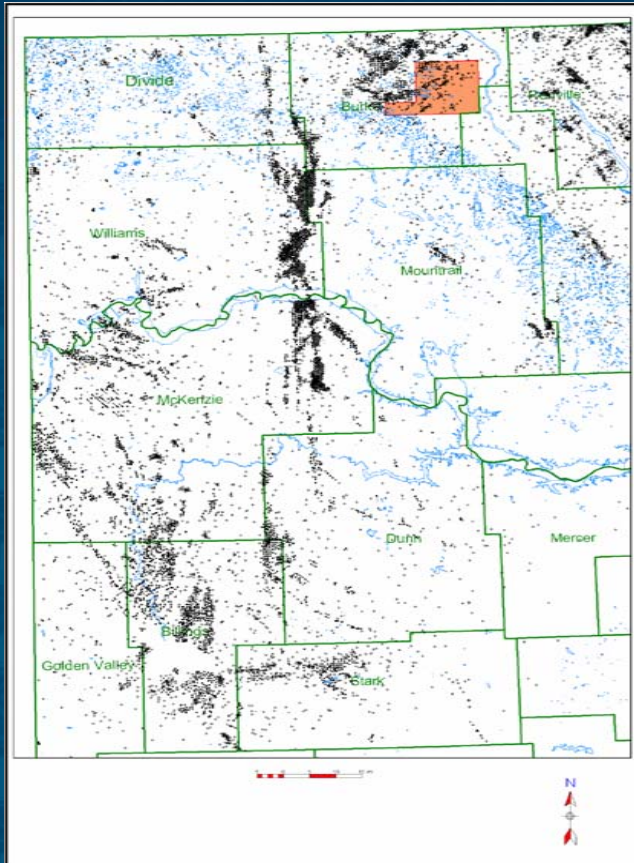 Divide
Burke
Renville
Williams
Mountrail
McKenzie
Dunn
Mercer
Billings
Golden Valley
Stark
N